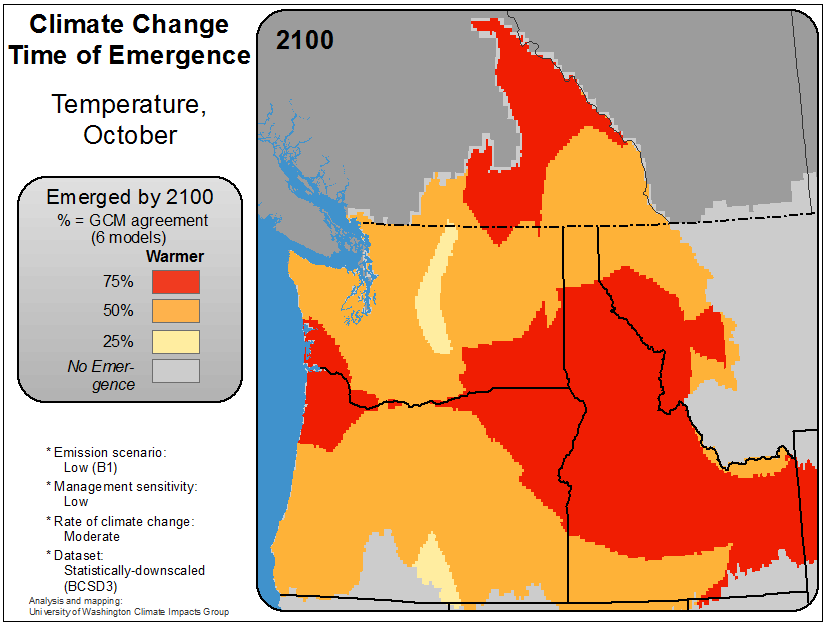 Climate Change
Time of Emergence
Temperature,
October
Emerged by 2100
% = GCM agreement
(6 models)
Warmer
75%
50%
25%
No Emer-
gence
* Emission scenario:
Low (B1)
* Management sensitivity:
Low
* Rate of climate change:
Moderate
* Dataset:
Statistically-downscaled
(BCSD3)
Analysis and mapping:
University of Washington Climate Impacts Group
2100